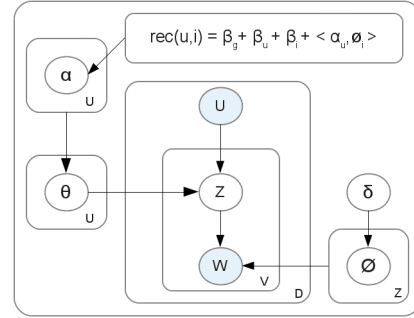 rec(u,i) = β_g + β_u + β_i + < α_u, ø_i >
α
U
U
θ
Z
δ
U
W
Ø
V
D
Z